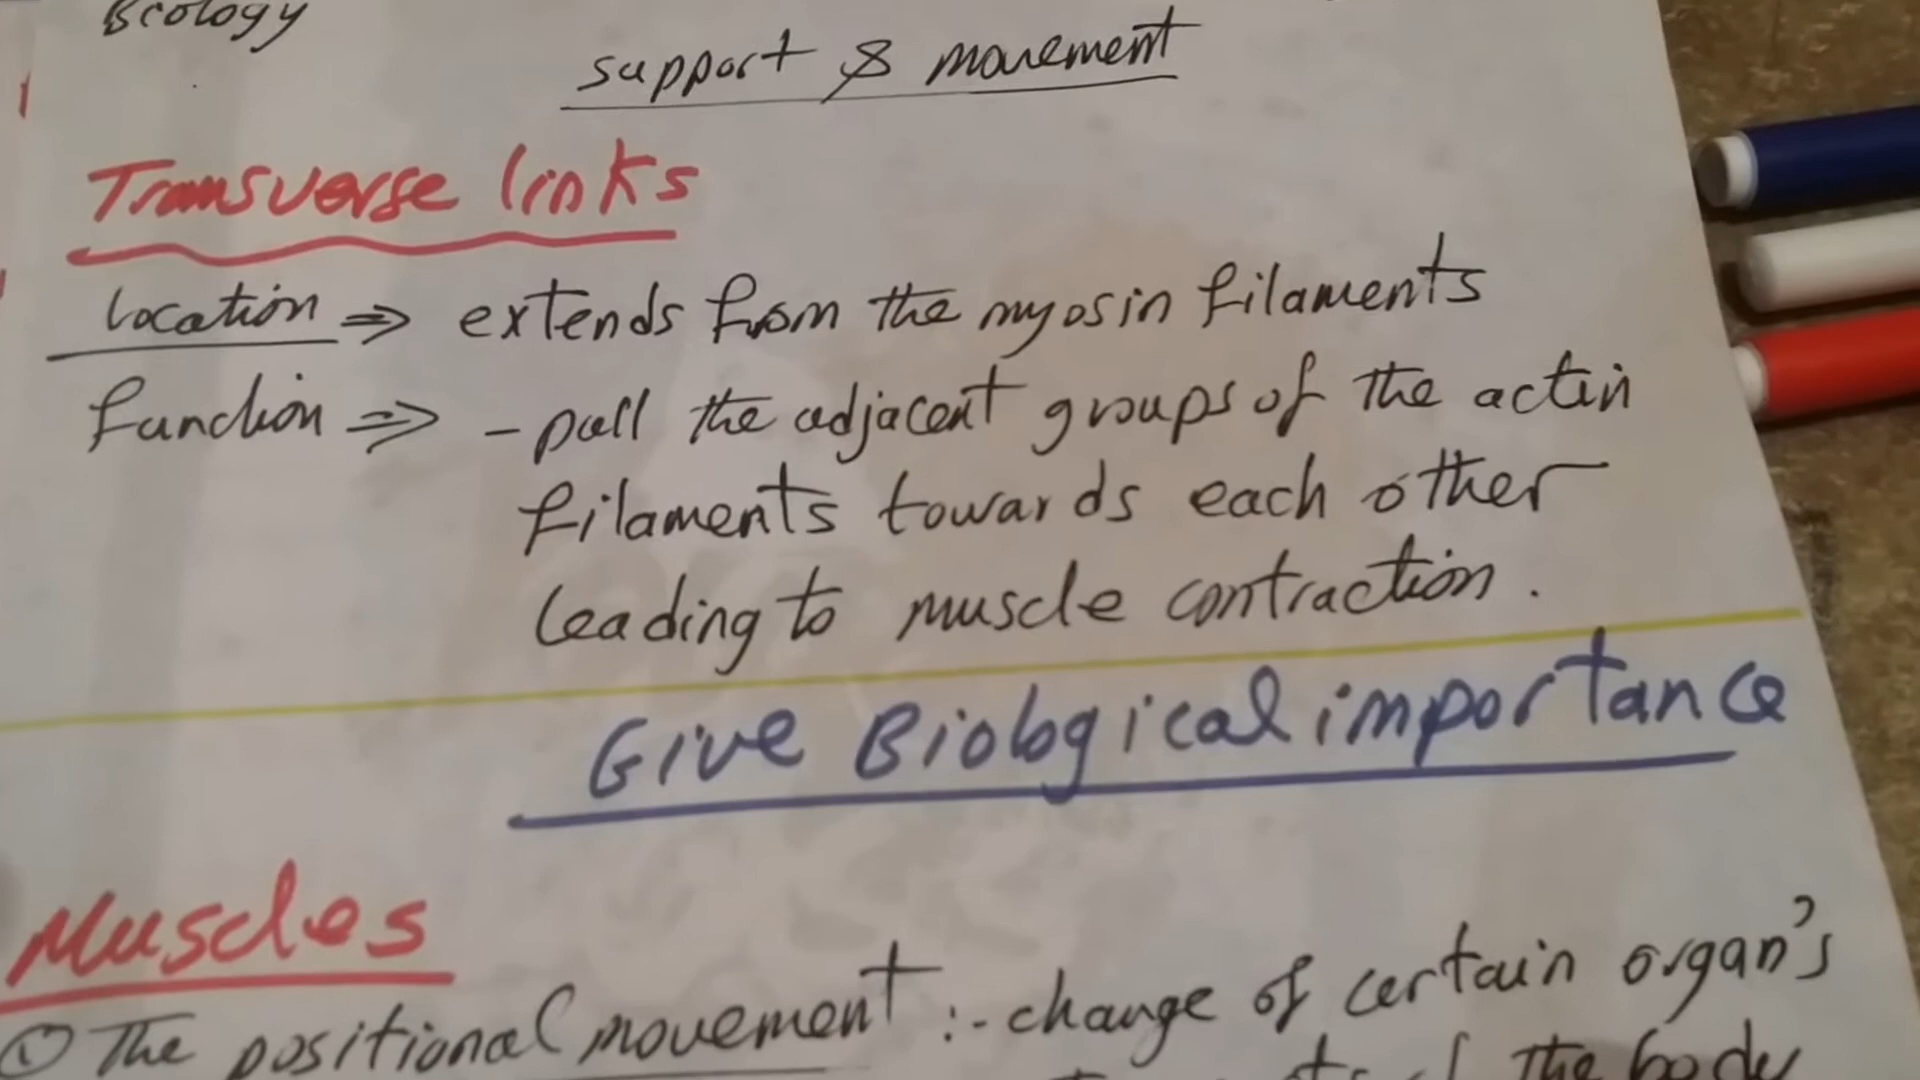 Biology
support & movement
Transverse links
Location ⇒ extends from the myosin filaments
function ⇒ - pull the adjacent groups of the actin
filaments towards each other
leading to muscle contraction.
Give Biological importance
Muscles
① The positional movement :- change of certain organ's
of the body